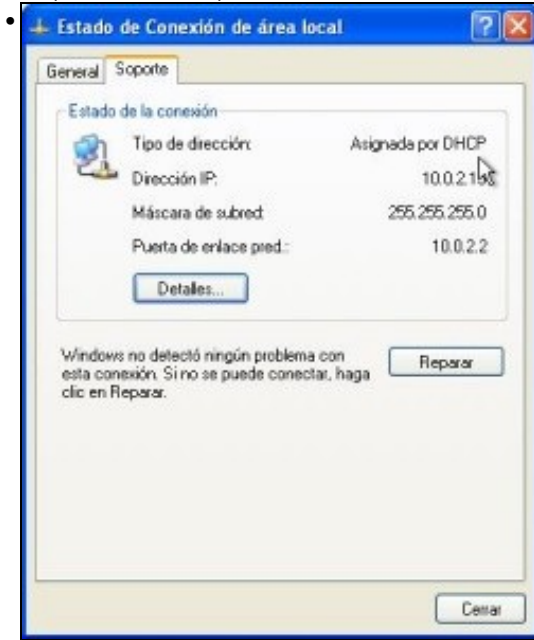 Estado de Conexión de área local
General Soporte
Estado de la conexión
Tipo de dirección: Asignada por DHCP
Dirección IP:
Máscara de subred: 255.255.255.0
Puerta de enlace pred.: 10.0.2.2
Detalles...
Windows no detectó ningún problema con
esta conexión. Si no se puede conectar, haga
clic en Reparar.
Reparar
Cerrar